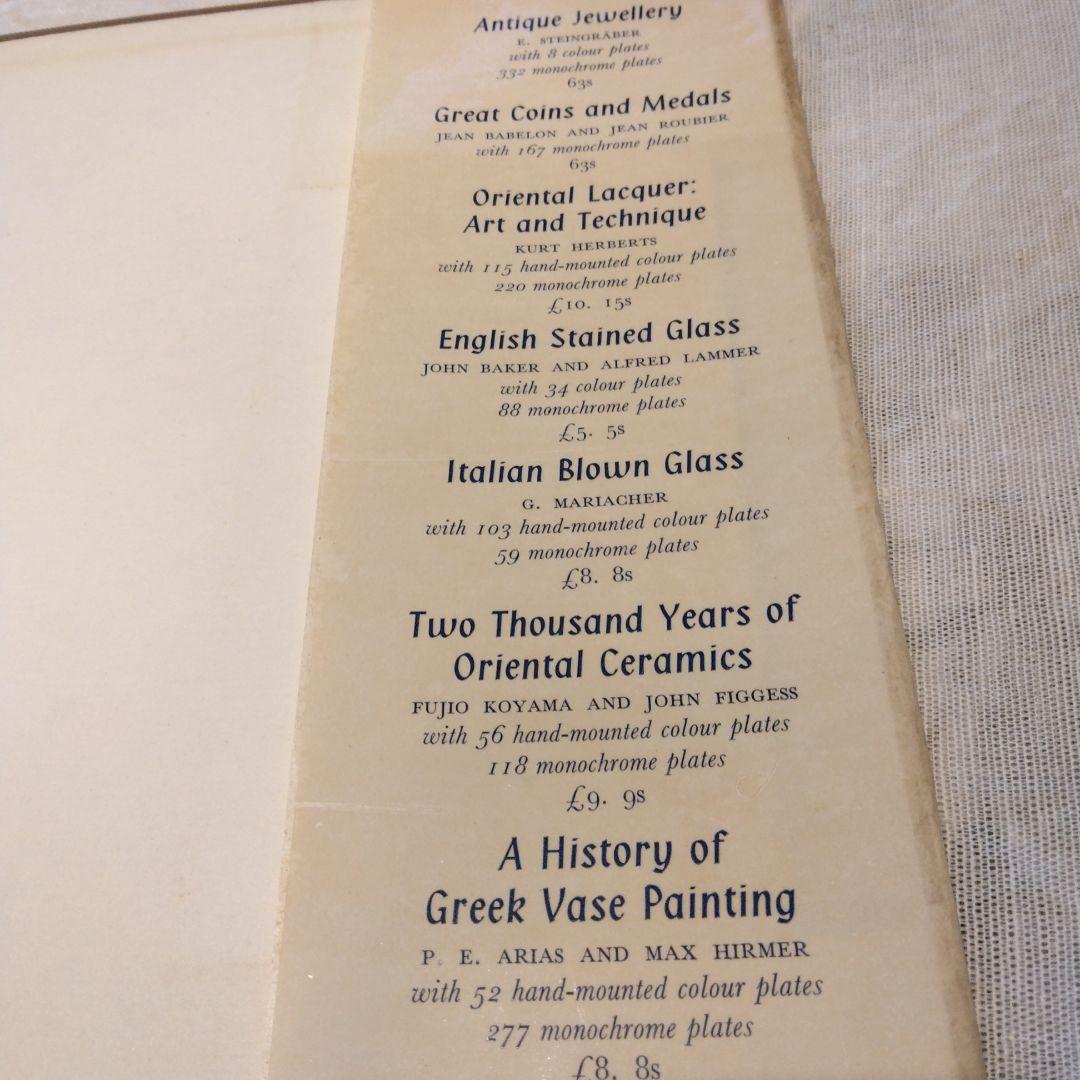 Antique Jewellery
E. STEINGRÄBER
with 8 colour plates
332 monochrome plates
63s
Great Coins and Medals
JEAN BABELON AND JEAN ROUBIER
with 167 monochrome plates
63s
Oriental Lacquer:
Art and Technique
KURT HERBERTS
with 115 hand-mounted colour plates
220 monochrome plates
£10. 15s
English Stained Glass
JOHN BAKER AND ALFRED LAMMER
with 34 colour plates
88 monochrome plates
£5. 5s
Italian Blown Glass
G. MARIACHER
with 103 hand-mounted colour plates
59 monochrome plates
£8. 8s
Two Thousand Years of
Oriental Ceramics
FUJIO KOYAMA AND JOHN FIGGESS
with 56 hand-mounted colour plates
118 monochrome plates
£9. 9s
A History of
Greek Vase Painting
P. E. ARIAS AND MAX HIRMER
with 52 hand-mounted colour plates
277 monochrome plates
£8. 8s